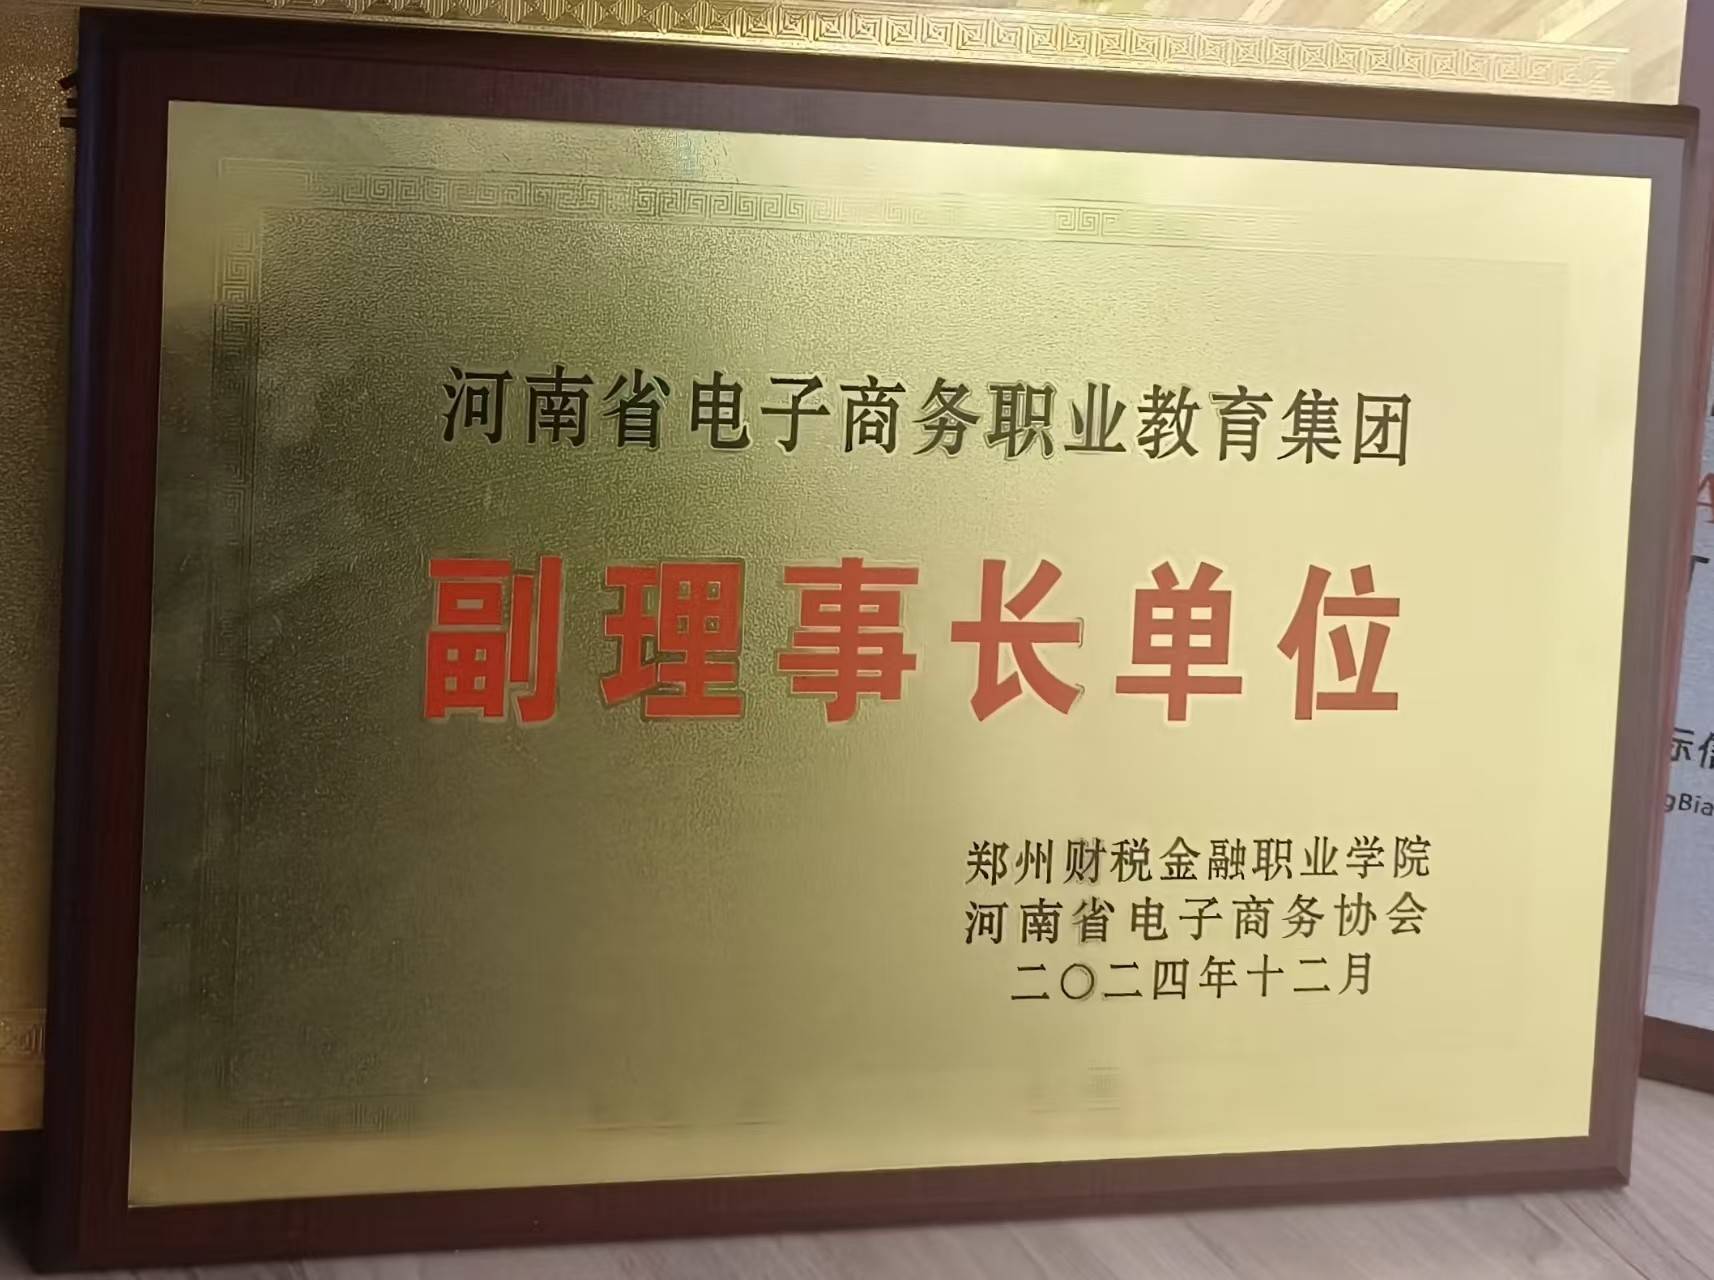 河南省电子商务职业教育集团
副理事长单位
郑州财税金融职业学院
河南省电子商务协会
二〇二四年十二月
gBia